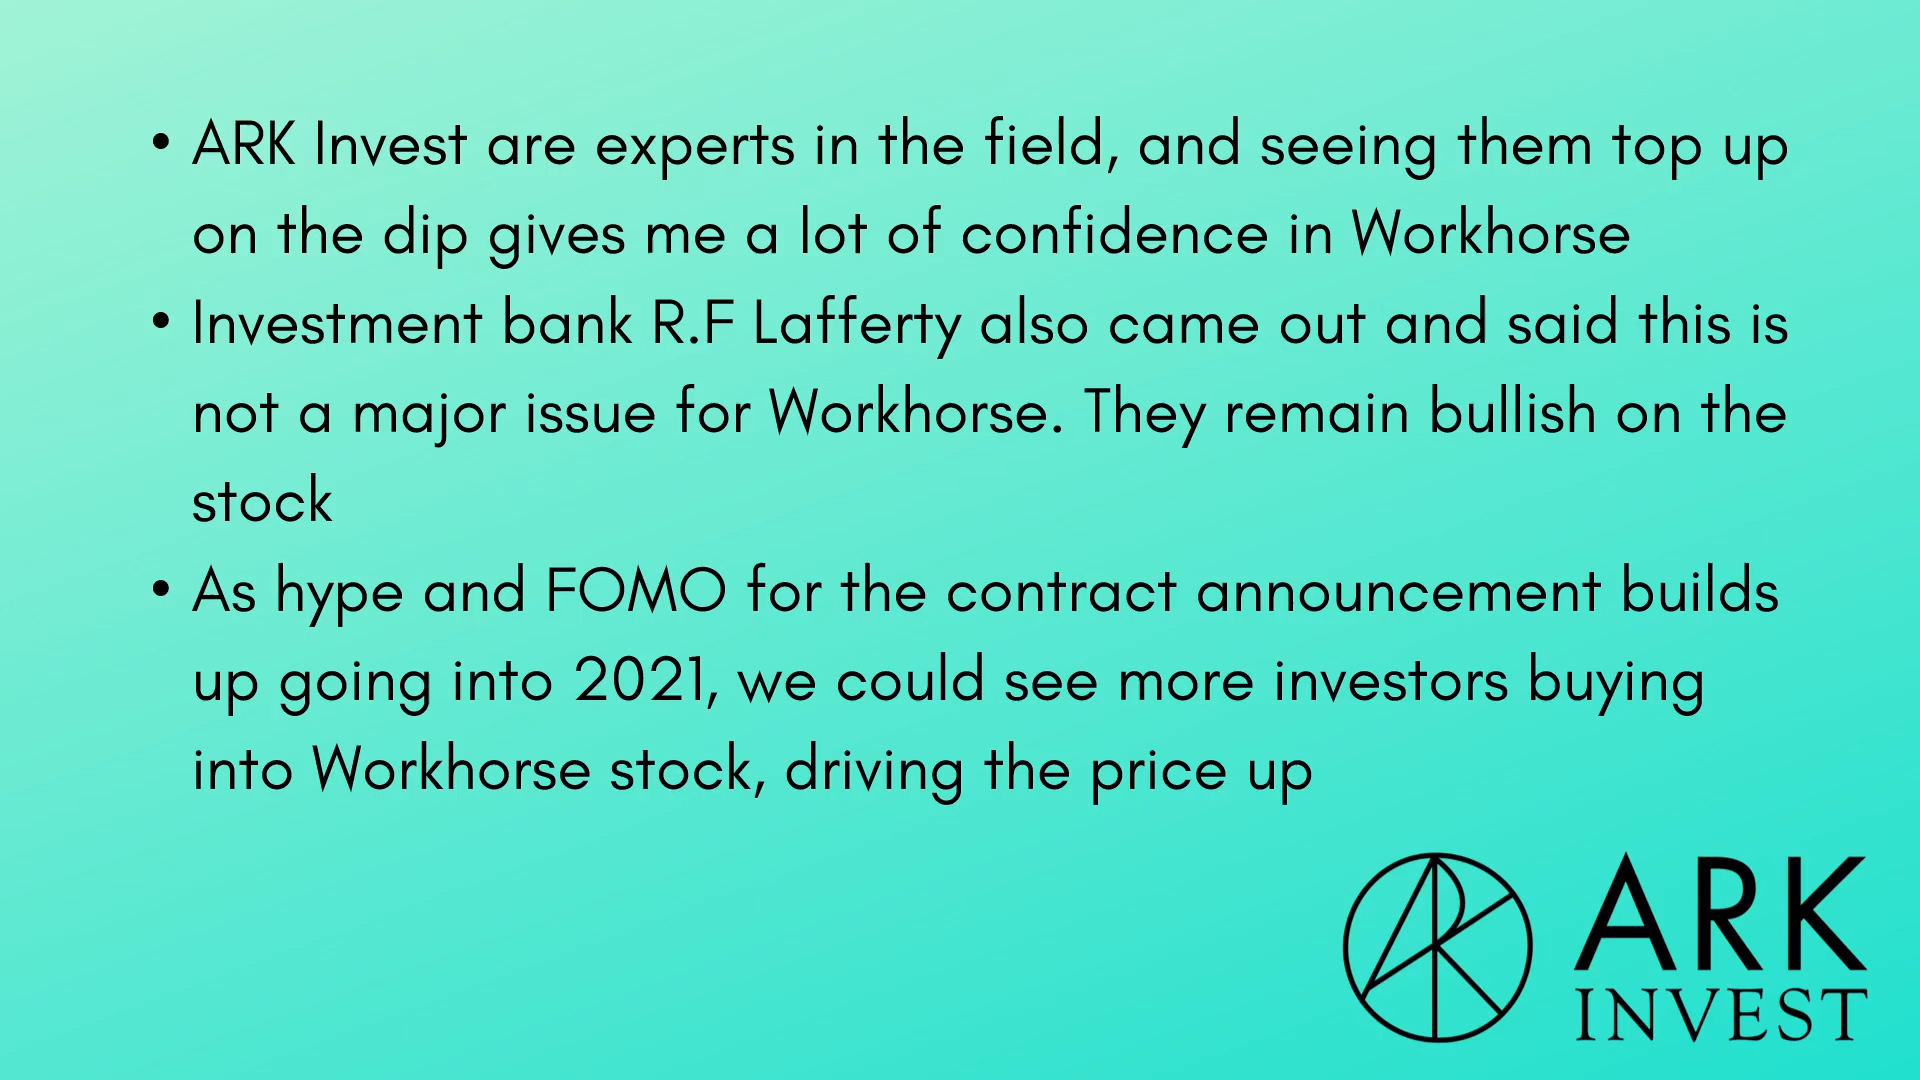 • ARK Invest are experts in the field, and seeing them top up
on the dip gives me a lot of confidence in Workhorse
• Investment bank R.F Lafferty also came out and said this is
not a major issue for Workhorse. They remain bullish on the
stock
• As hype and FOMO for the contract announcement builds
up going into 2021, we could see more investors buying
into Workhorse stock, driving the price up
ARK
INVEST